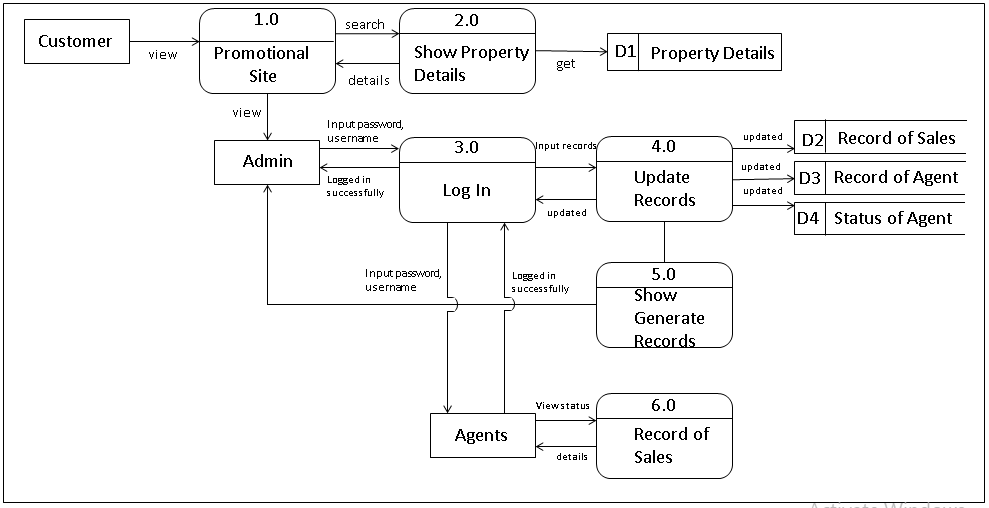 Customer
view
1.0
Promotional
Site
search
details
2.0
Show Property
Details
get
D1 Property Details
view
Admin
Input password,
username
Logged in
successfully
3.0
Log In
Input records
updated
4.0
Update
Records
updated
D2 Record of Sales
updated
D3 Record of Agent
updated
D4 Status of Agent
Input password,
username
Logged in
successfully
5.0
Show
Generate
Records
Agents
View status
details
6.0
Record of
Sales
Activate Windows